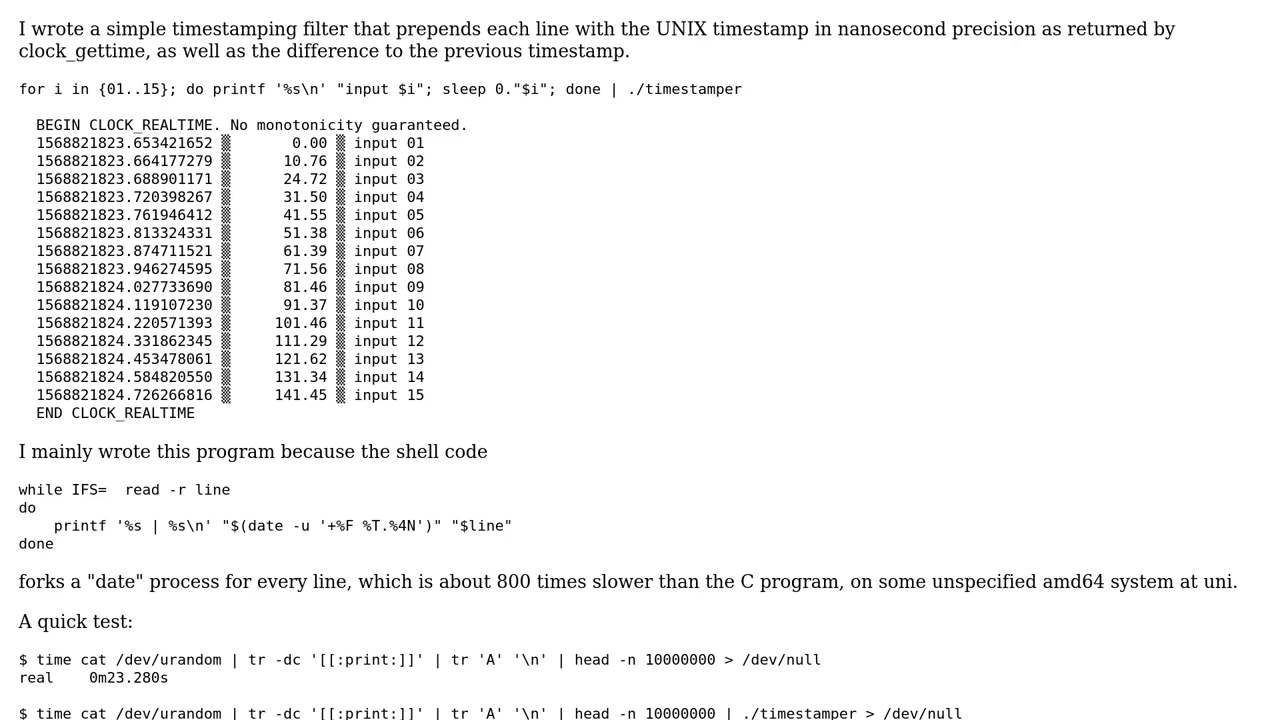 I wrote a simple timestamping filter that prepends each line with the UNIX timestamp in nanosecond precision as returned by
clock_gettime, as well as the difference to the previous timestamp.
for i in {01..15}; do printf '%s\n' "input $i"; sleep 0."$i"; done | ./timestamper
  BEGIN CLOCK_REALTIME. No monotonicity guaranteed.
  1568821823.653421652 ▒       0.00 ▒ input 01
  1568821823.664177279 ▒      10.76 ▒ input 02
  1568821823.688901171 ▒      24.72 ▒ input 03
  1568821823.720398267 ▒      31.50 ▒ input 04
  1568821823.761946412 ▒      41.55 ▒ input 05
  1568821823.813324331 ▒      51.38 ▒ input 06
  1568821823.874711521 ▒      61.39 ▒ input 07
  1568821823.946274595 ▒      71.56 ▒ input 08
  1568821824.027733690 ▒      81.46 ▒ input 09
  1568821824.119107230 ▒      91.37 ▒ input 10
  1568821824.220571393 ▒     101.46 ▒ input 11
  1568821824.331862345 ▒     111.29 ▒ input 12
  1568821824.453478061 ▒     121.62 ▒ input 13
  1568821824.584820550 ▒     131.34 ▒ input 14
  1568821824.726266816 ▒     141.45 ▒ input 15
  END CLOCK_REALTIME
I mainly wrote this program because the shell code
while IFS=  read -r line
do
    printf '%s | %s\n' "$(date -u '+%F %T.%4N')" "$line"
done
forks a "date" process for every line, which is about 800 times slower than the C program, on some unspecified amd64 system at uni.
A quick test:
$ time cat /dev/urandom | tr -dc '[[:print:]]' | tr 'A' '\n' | head -n 10000000 > /dev/null
real    0m23.280s
$ time cat /dev/urandom | tr -dc '[[:print:]]' | tr 'A' '\n' | head -n 10000000 | ./timestamper > /dev/null